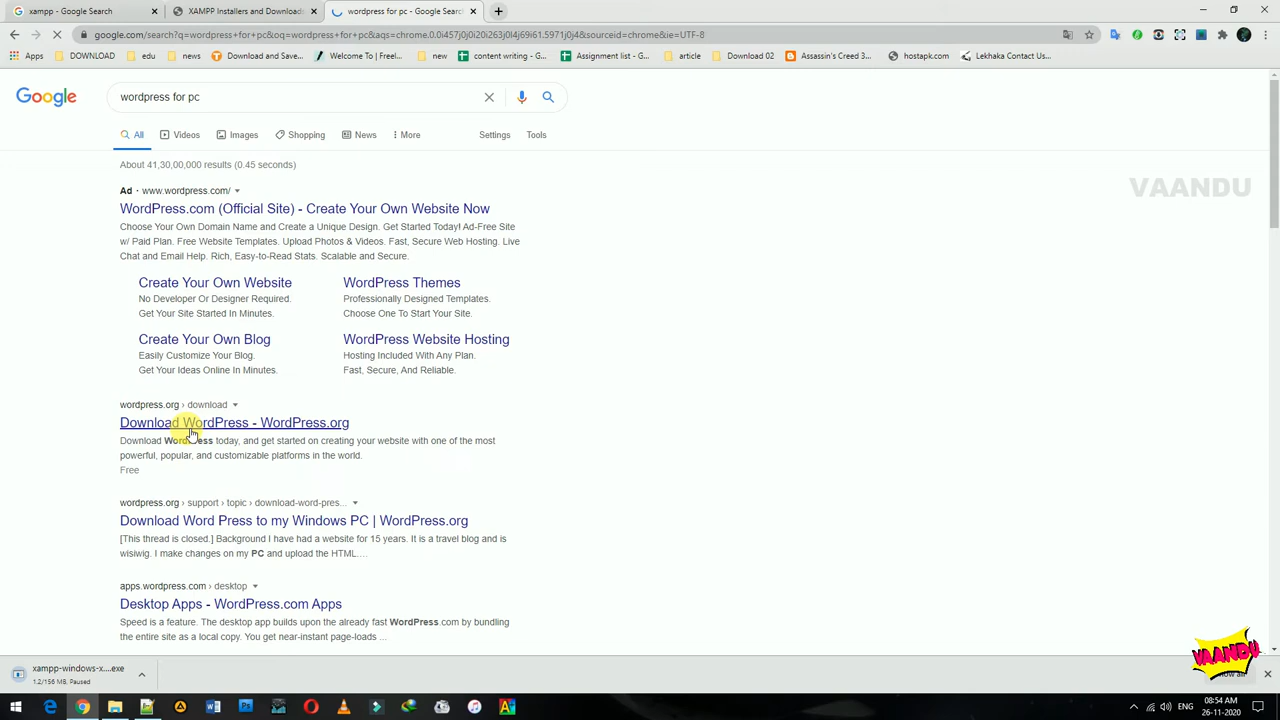 xampp - Google Search
XAMPP Installers and Download
wordpress for pc - Google Searc
google.com/search?q=wordpress+for+pc&oq=wordpress+for+pc&aqs=chrome.0.0i457j0j0i20i263j0l4j69i61.5971j0j4&sourceid=chrome&ie=UTF-8
Apps
DOWNLOAD
edu
news
Download and Save...
Welcome To | Freel...
new
content writing - G...
Assignment list - G...
article
Download 02
Assassin's Creed 3...
hostapk.com
Lekhaka Contact Us...
Google
wordpress for pc
All
Videos
Images
Shopping
News
More
Settings
Tools
About 41,30,00,000 results (0.45 seconds)
VAANDU
Ad · www.wordpress.com/
WordPress.com (Official Site) - Create Your Own Website Now
Choose Your Own Domain Name and Create a Unique Design. Get Started Today! Ad-Free Site
w/ Paid Plan. Free Website Templates. Upload Photos & Videos. Fast, Secure Web Hosting. Live
Chat and Email Help. Rich, Easy-to-Read Stats. Scalable and Secure.
Create Your Own Website
No Developer Or Designer Required.
Get Your Site Started In Minutes.
WordPress Themes
Professionally Designed Templates.
Choose One To Start Your Site.
Create Your Own Blog
Easily Customize Your Blog.
Get Your Ideas Online In Minutes.
WordPress Website Hosting
Hosting Included With Any Plan.
Fast, Secure, And Reliable.
wordpress.org › download
Download WordPress - WordPress.org
Download WordPress today, and get started on creating your website with one of the most
powerful, popular, and customizable platforms in the world.
Free
wordpress.org › support › topic › download-word-pres...
Download Word Press to my Windows PC | WordPress.org
[This thread is closed.] Background I have had a website for 15 years. It is a travel blog and is
wisiwig. I make changes on my PC and upload the HTML....
apps.wordpress.com › desktop
Desktop Apps - WordPress.com Apps
Speed is a feature. The desktop app builds upon the already fast WordPress.com by bundling
the entire site as a local copy. You get near-instant page-loads ...
VAANDU
xampp-windows-x....exe
1.2/156 MB, Paused
ENG
08:54 AM
26-11-2020